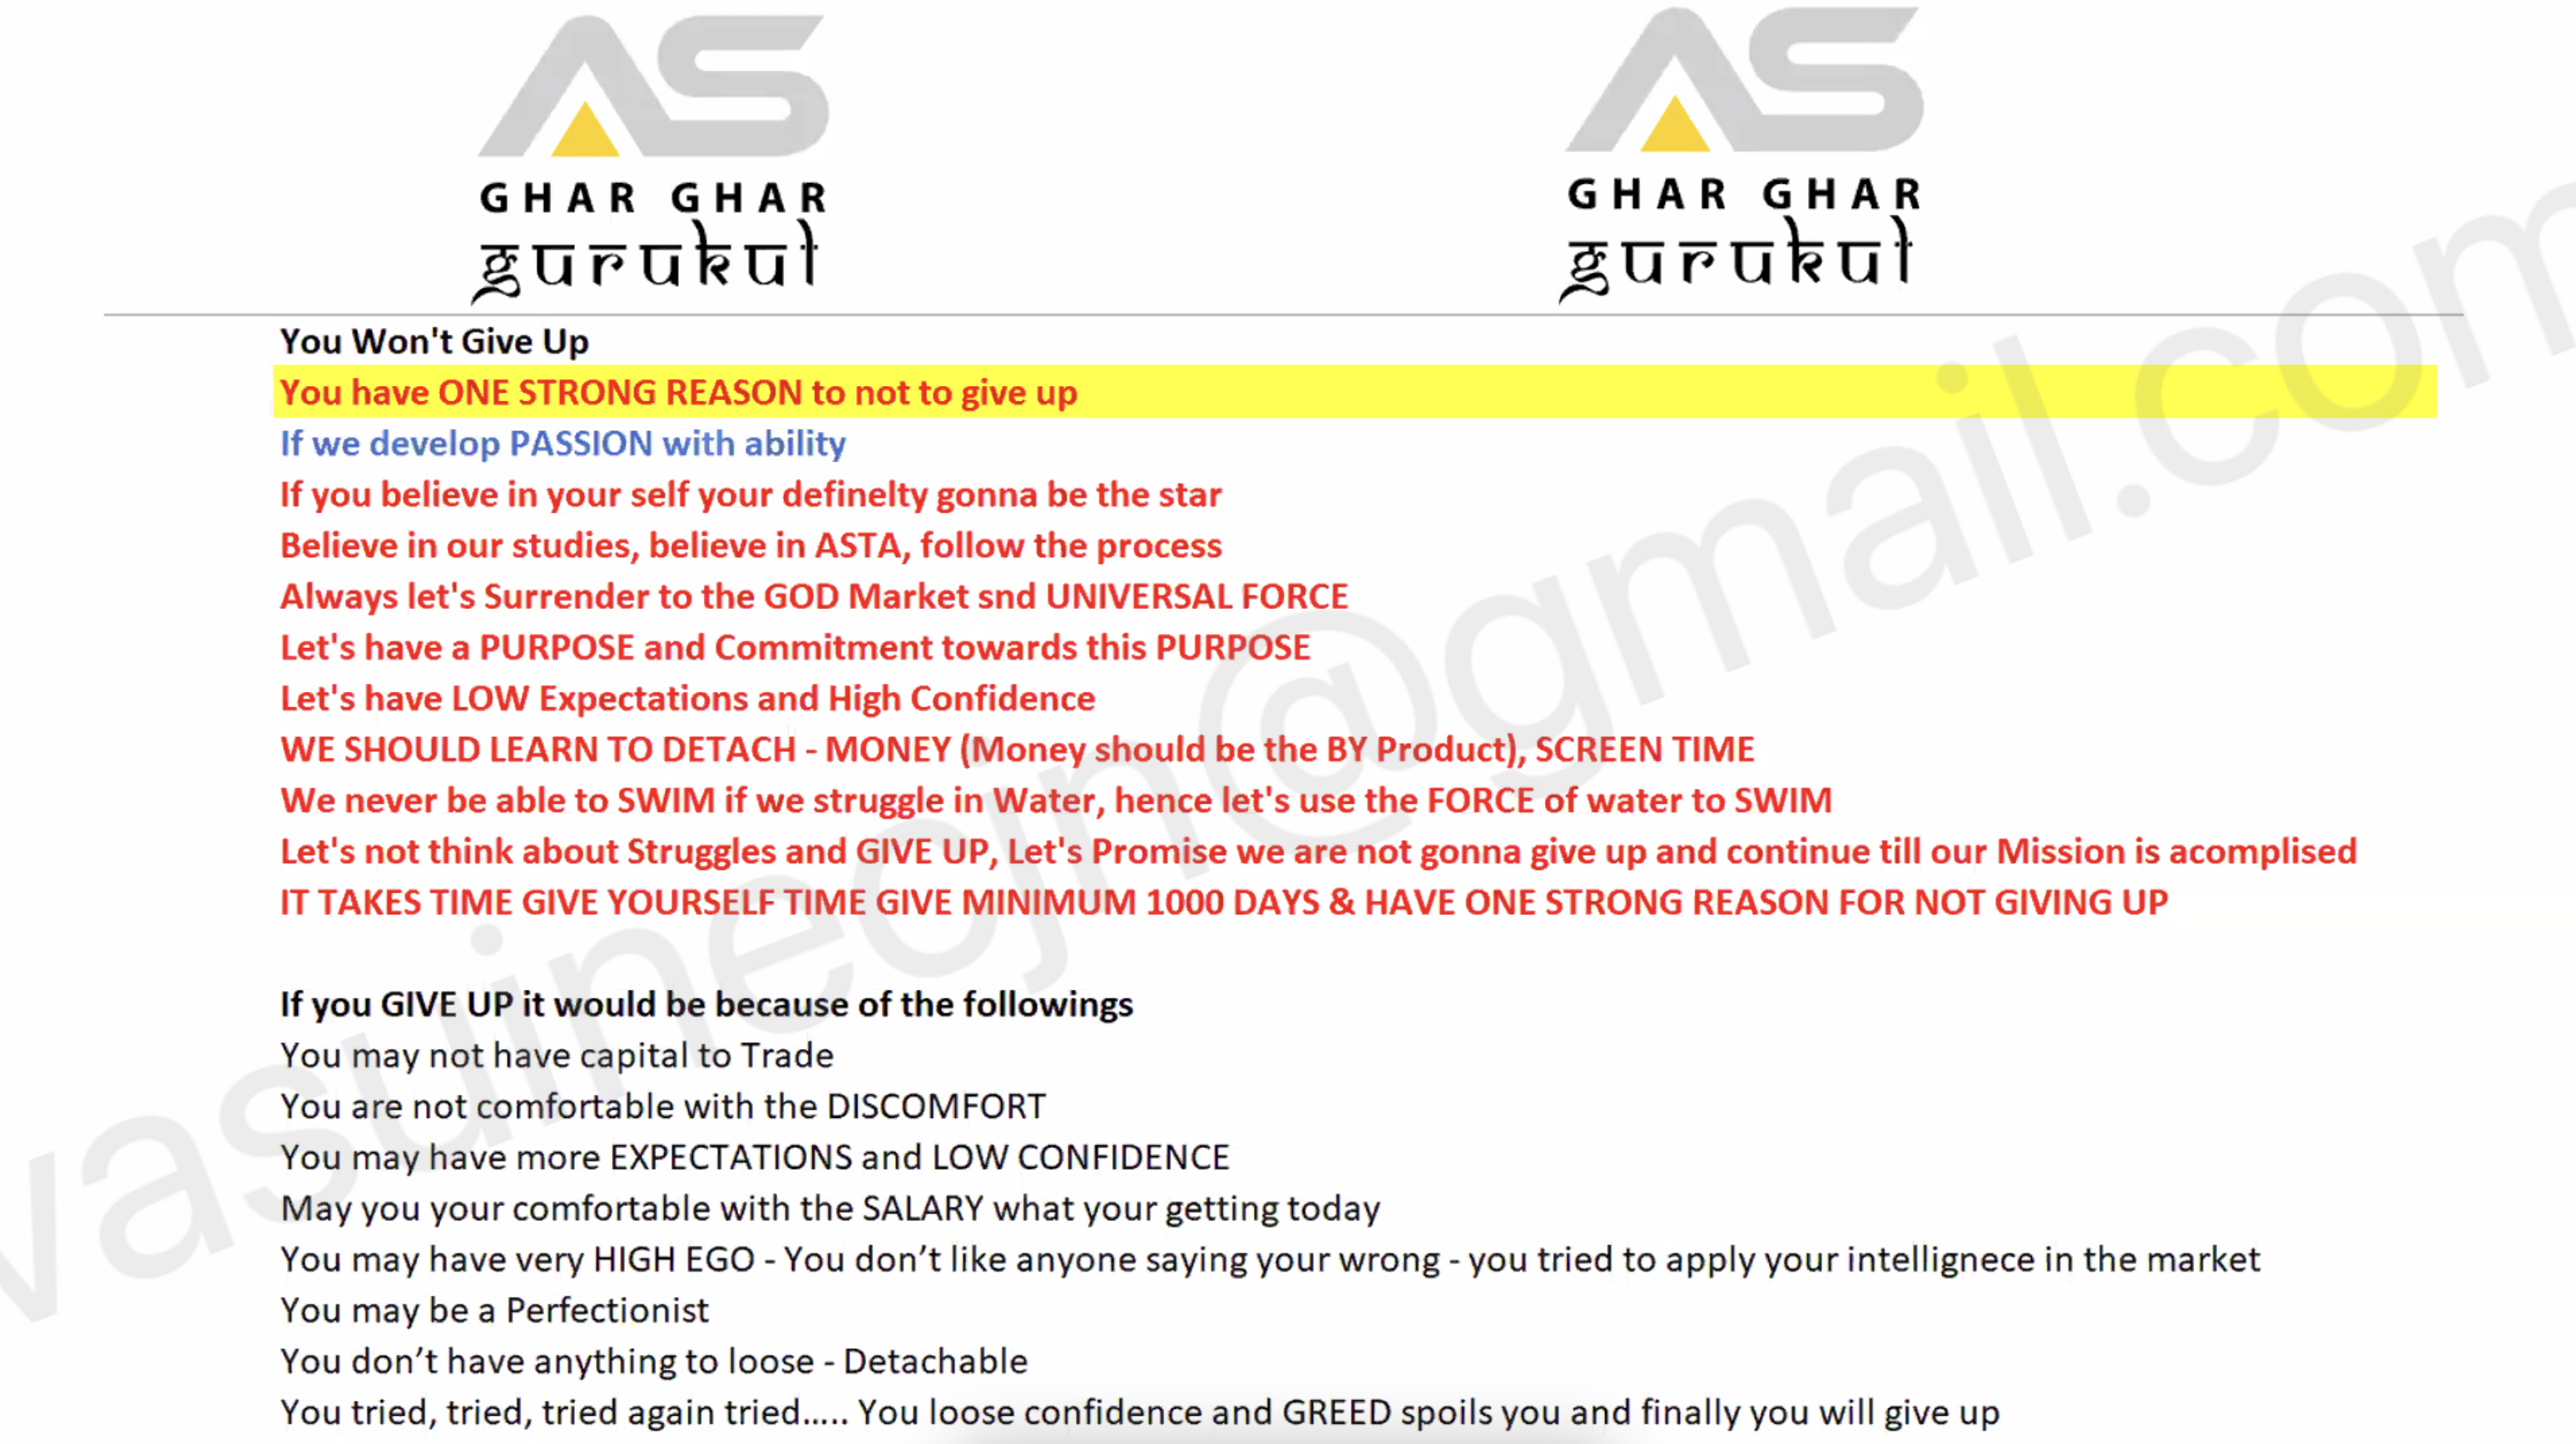 AS AS
GHAR GHAR GHAR GHAR
gurukul gurukul
You Won't Give Up
You have ONE STRONG REASON to not to give up
If we develop PASSION with ability
If you believe in your self your definelty gonna be the star
Believe in our studies, believe in ASTA, follow the process
Always let's Surrender to the GOD Market snd UNIVERSAL FORCE
Let's have a PURPOSE and Commitment towards this PURPOSE
Let's have LOW Expectations and High Confidence
WE SHOULD LEARN TO DETACH - MONEY (Money should be the BY Product), SCREEN TIME
We never be able to SWIM if we struggle in Water, hence let's use the FORCE of water to SWIM
Let's not think about Struggles and GIVE UP, Let's Promise we are not gonna give up and continue till our Mission is acomplised
IT TAKES TIME GIVE YOURSELF TIME GIVE MINIMUM 1000 DAYS & HAVE ONE STRONG REASON FOR NOT GIVING UP
If you GIVE UP it would be because of the followings
You may not have capital to Trade
You are not comfortable with the DISCOMFORT
You may have more EXPECTATIONS and LOW CONFIDENCE
May you your comfortable with the SALARY what your getting today
You may have very HIGH EGO - You don’t like anyone saying your wrong - you tried to apply your intellignece in the market
You may be a Perfectionist
You don’t have anything to loose - Detachable
You tried, tried, tried again tried..... You loose confidence and GREED spoils you and finally you will give up
vasuineojn@gmail.com